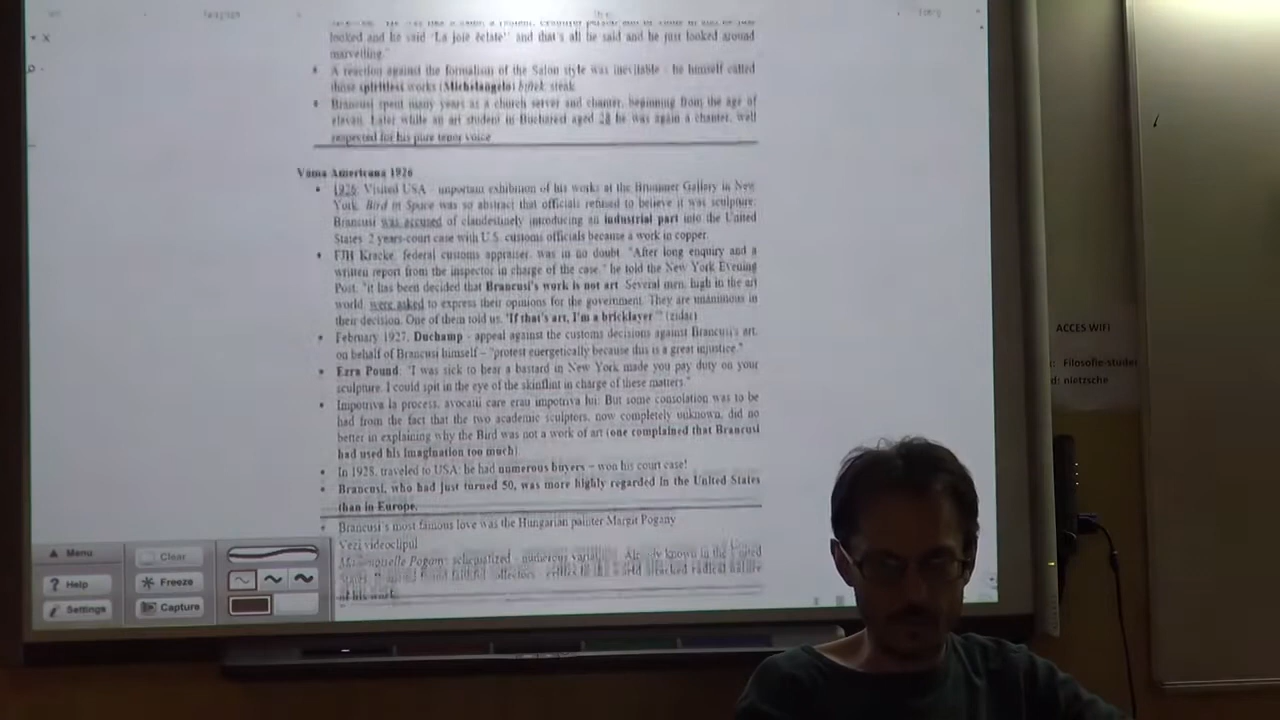 looked and he said "La joie éclate" and that's all he said and he just looked around
marvelling."
A reaction against the formation of the Salon style was inevitable - he himself called
those spiritless works (Michelangelo) biftek, steak
Brancusi spent many years as a church server and chanter, beginning from the age of
eleven. Later while an art student in Bucharest aged 28 he was again a chanter, well
respected for his pure tenor voice
Vama Americana 1926
1926: Visited USA - important exhibition of his works at the Brummer Gallery in New
York. Bird in Space was so abstract that officials refused to believe it was sculpture.
Brancusi was accused of clandestinely introducing an industrial part into the United
States. 2 years-court case with U.S. customs officials because a work in copper.
FJH Kracke, federal customs appraiser, was in no doubt. "After long enquiry and a
written report from the inspector in charge of the case," he told the New York Evening
Post, "it has been decided that Brancusi's work is not art. Several men, high in the art
world, were asked to express their opinions for the government. They are unanimous in
their decision. One of them told us, "If that's art, I'm a bricklayer'" (zidar)
February 1927, Duchamp - appeal against the customs decisions against Brancusi's art,
on behalf of Brancusi himself – "protest energetically because this is a great injustice."
Ezra Pound: "I was sick to hear a bastard in New York made you pay duty on your
sculpture. I could spit in the eye of the skinflint in charge of these matters."
Impotriva la process, avocatii care erau impotriva lui: But some consolation was to be
had from the fact that the two academic sculptors, now completely unknown, did no
better in explaining why the Bird was not a work of art (one complained that Brancusi
had used his imagination too much)
In 1928, traveled to USA: he had numerous buyers – won his court case!
Brancusi, who had just turned 50, was more highly regarded in the United States
than in Europe.
Brancusi's most famous love was the Hungarian painter Margit Pogany
Vezi videoclipul
schematized - numerous known in the United
of his work
Menu
Clear
Help
Freeze
Settings
Capture
ACCES WIFI
Filosofie-studen
d: nietzsche